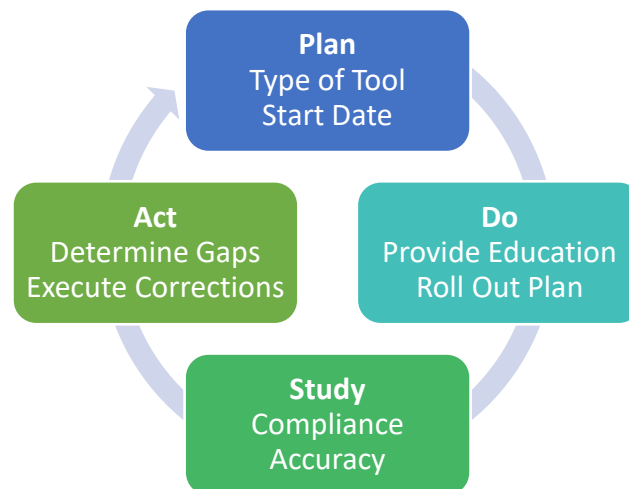 Plan
Type of Tool
Start Date
Do
Provide Education
Roll Out Plan
Study
Compliance
Accuracy
Act
Determine Gaps
Execute Corrections